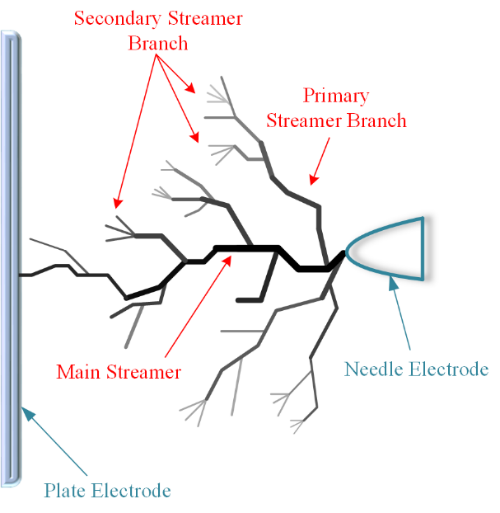 Secondary Streamer
Branch
Primary
Streamer Branch
Main Streamer
Needle Electrode
Plate Electrode